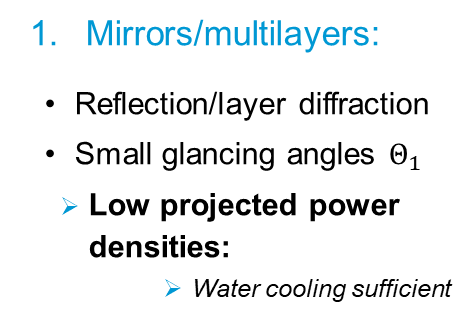 1. Mirrors/multilayers:
• Reflection/layer diffraction
• Small glancing angles Θ₁
➢ Low projected power
densities:
➢ Water cooling sufficient